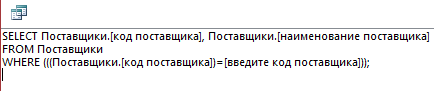 SELECT Поставщики.[код поставщика], Поставщики.[наименование поставщика]
FROM Поставщики
WHERE (((Поставщики.[код поставщика])=[введите код поставщика]));